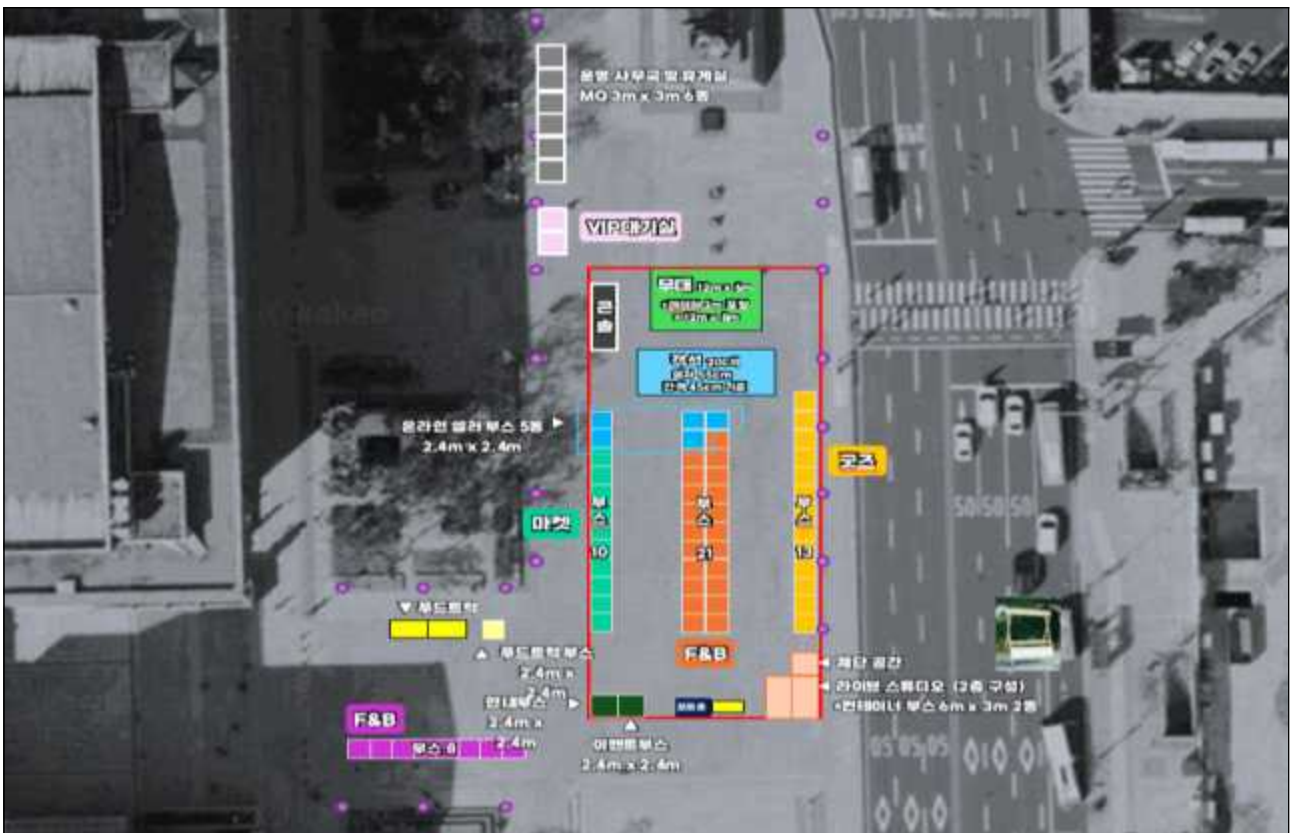 운영 사무국 및 휴게실
MQ 3m x 3m 6동
VIP대기실
무대 12m x 6m
콘솔
온라인 셀러 부스 5동 ▶
2.4m x 2.4m
굿즈
마켓
부스
10
부스
21
부스
13
▼ 푸드트럭
▲ 푸드트럭 부스
2.4m x
2.4m
F&B
◀ 계단 공간
◀ 라이브 스튜디오 (2층 구성)
*컨테이너 부스 6m x 3m 2동
안내부스 ▶
2.4m x
2.4m
F&B
부스 8
▲
이벤트부스
2.4m x 2.4m